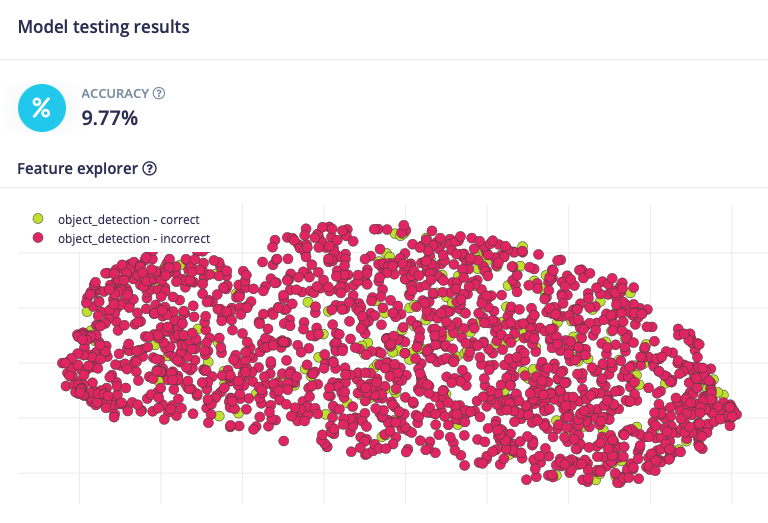 Model testing results
%
ACCURACY ?
9.77%
Feature explorer ?
object_detection - correct
object_detection - incorrect